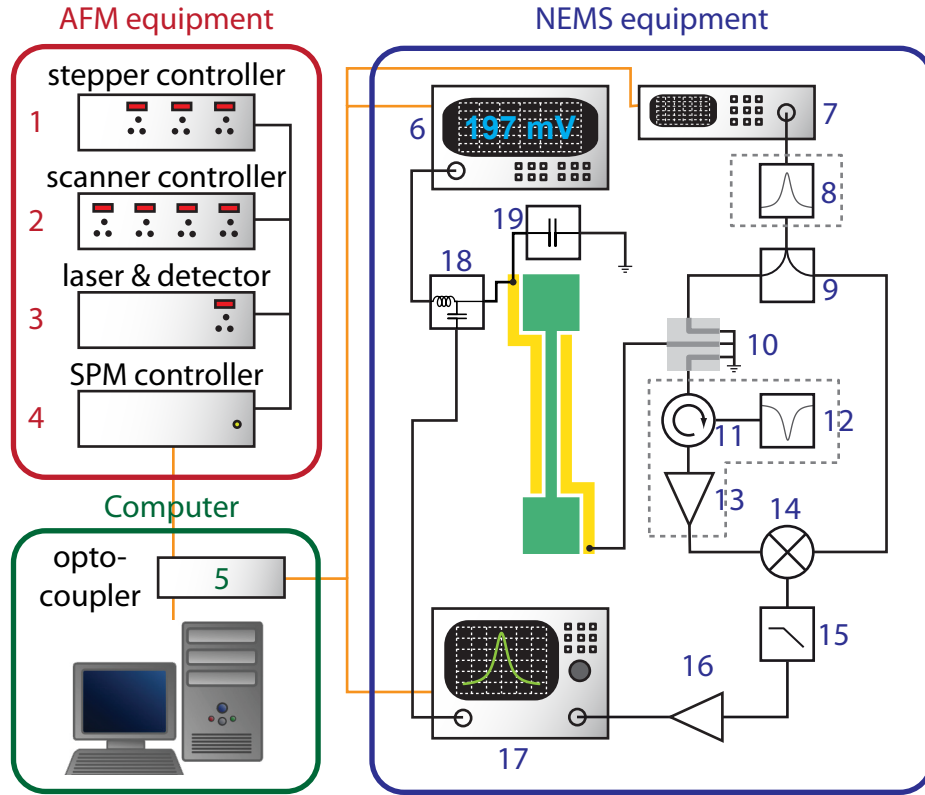 AFM equipment
NEMS equipment
stepper controller
1
scanner controller
2
laser & detector
3
SPM controller
4
Computer
opto-
coupler
5
6
197 mV
7
8
19
18
9
10
11
12
13
14
15
16
17